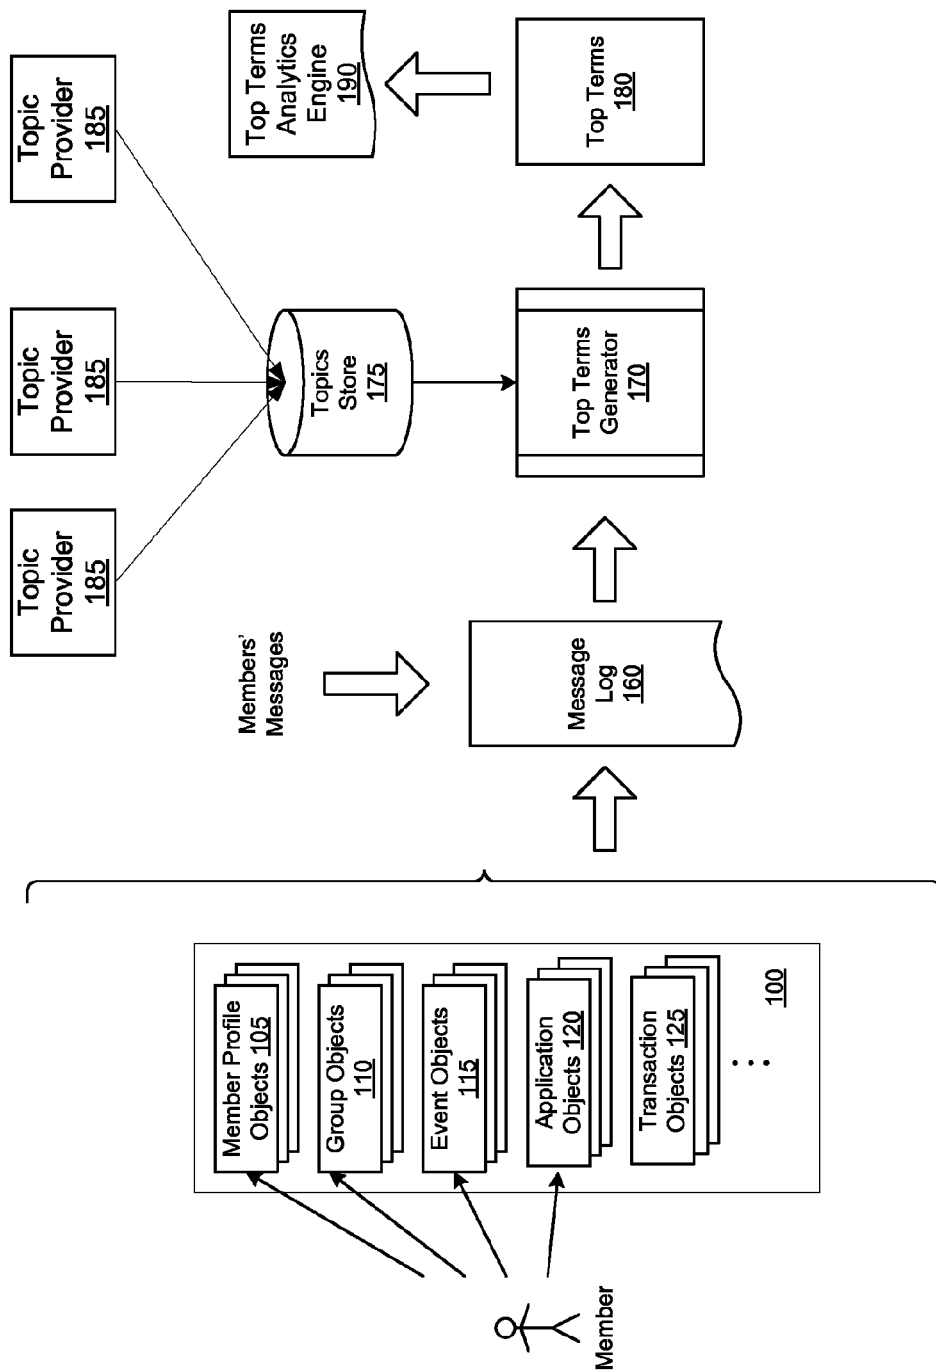 Member
Member Profile
Objects 105
Group Objects
110
Event Objects
115
Application
Objects 120
Transaction
Objects 125
...
100
Members'
Messages
Message
Log
160
Topic
Provider
185
Topic
Provider
185
Topic
Provider
185
Topics
Store
175
Top Terms
Generator
170
Top Terms
180
Top Terms
Analytics
Engine
190